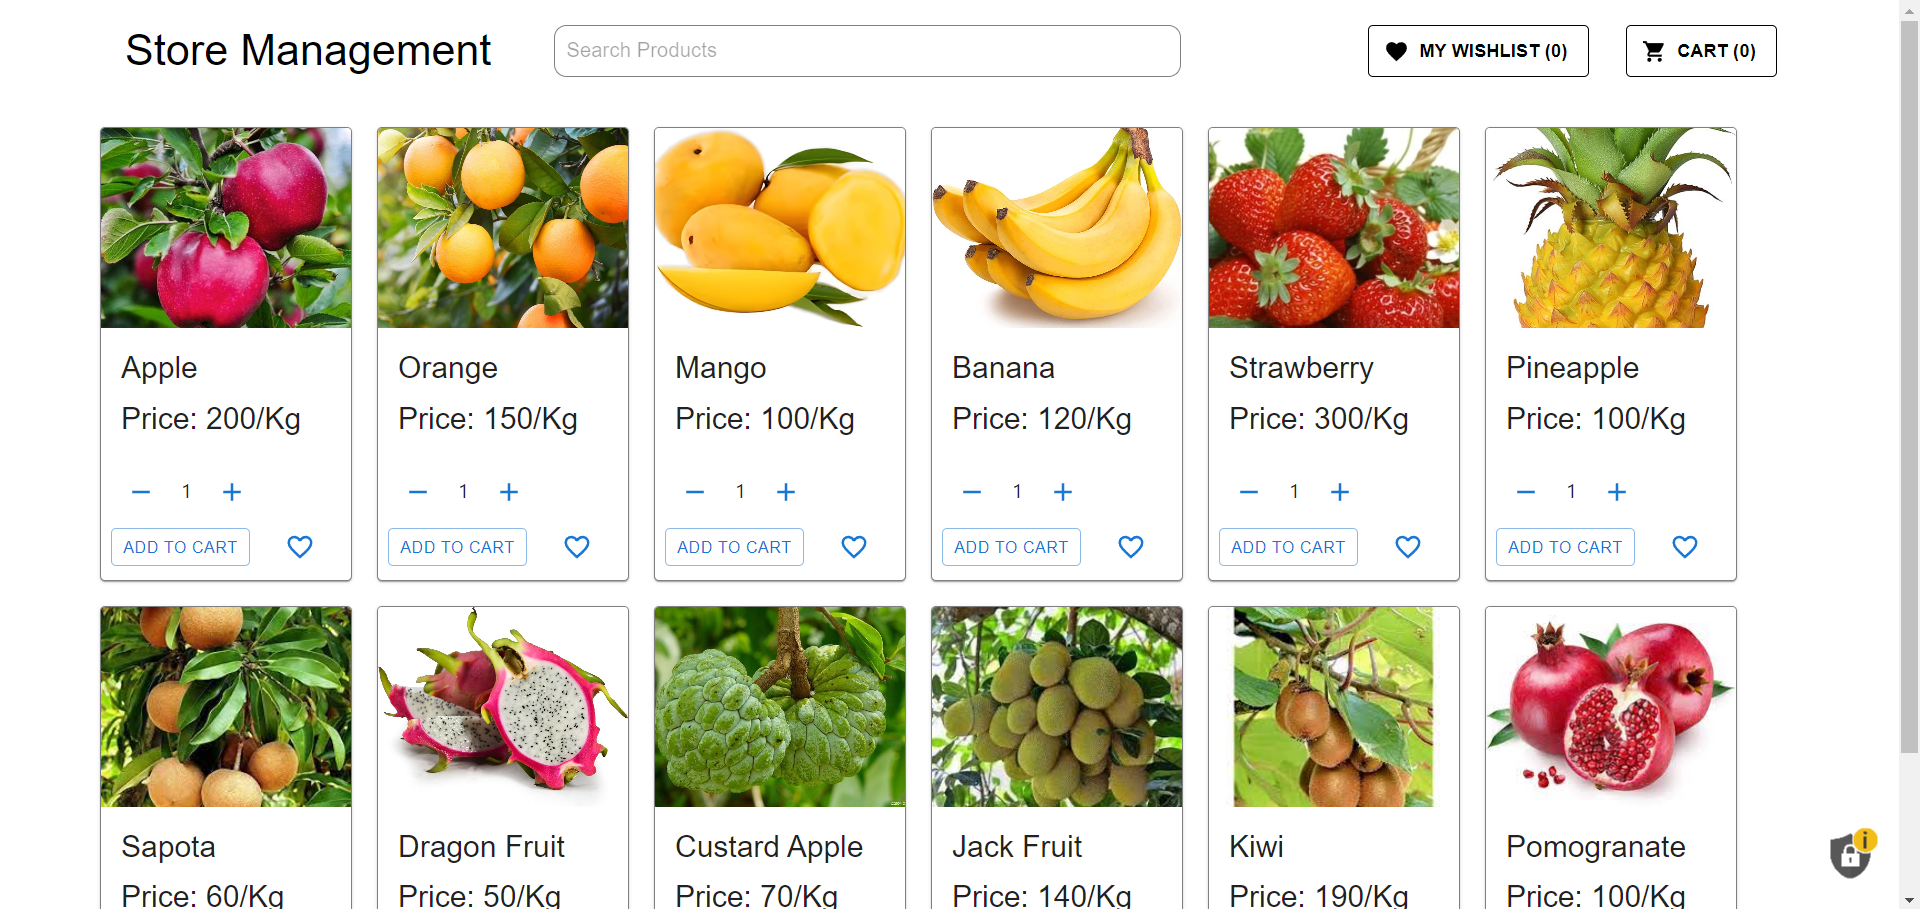 Store Management
Search Products
MY WISHLIST (0)
CART (0)
Apple
Price: 200/Kg
1
ADD TO CART
Orange
Price: 150/Kg
1
ADD TO CART
Mango
Price: 100/Kg
1
ADD TO CART
Banana
Price: 120/Kg
1
ADD TO CART
Strawberry
Price: 300/Kg
1
ADD TO CART
Pineapple
Price: 100/Kg
1
ADD TO CART
Sapota
Price: 60/Kg
Dragon Fruit
Price: 50/Kg
Custard Apple
Price: 70/Kg
Jack Fruit
Price: 140/Kg
Kiwi
Price: 190/Kg
Pomogranate
Price: 100/Kg